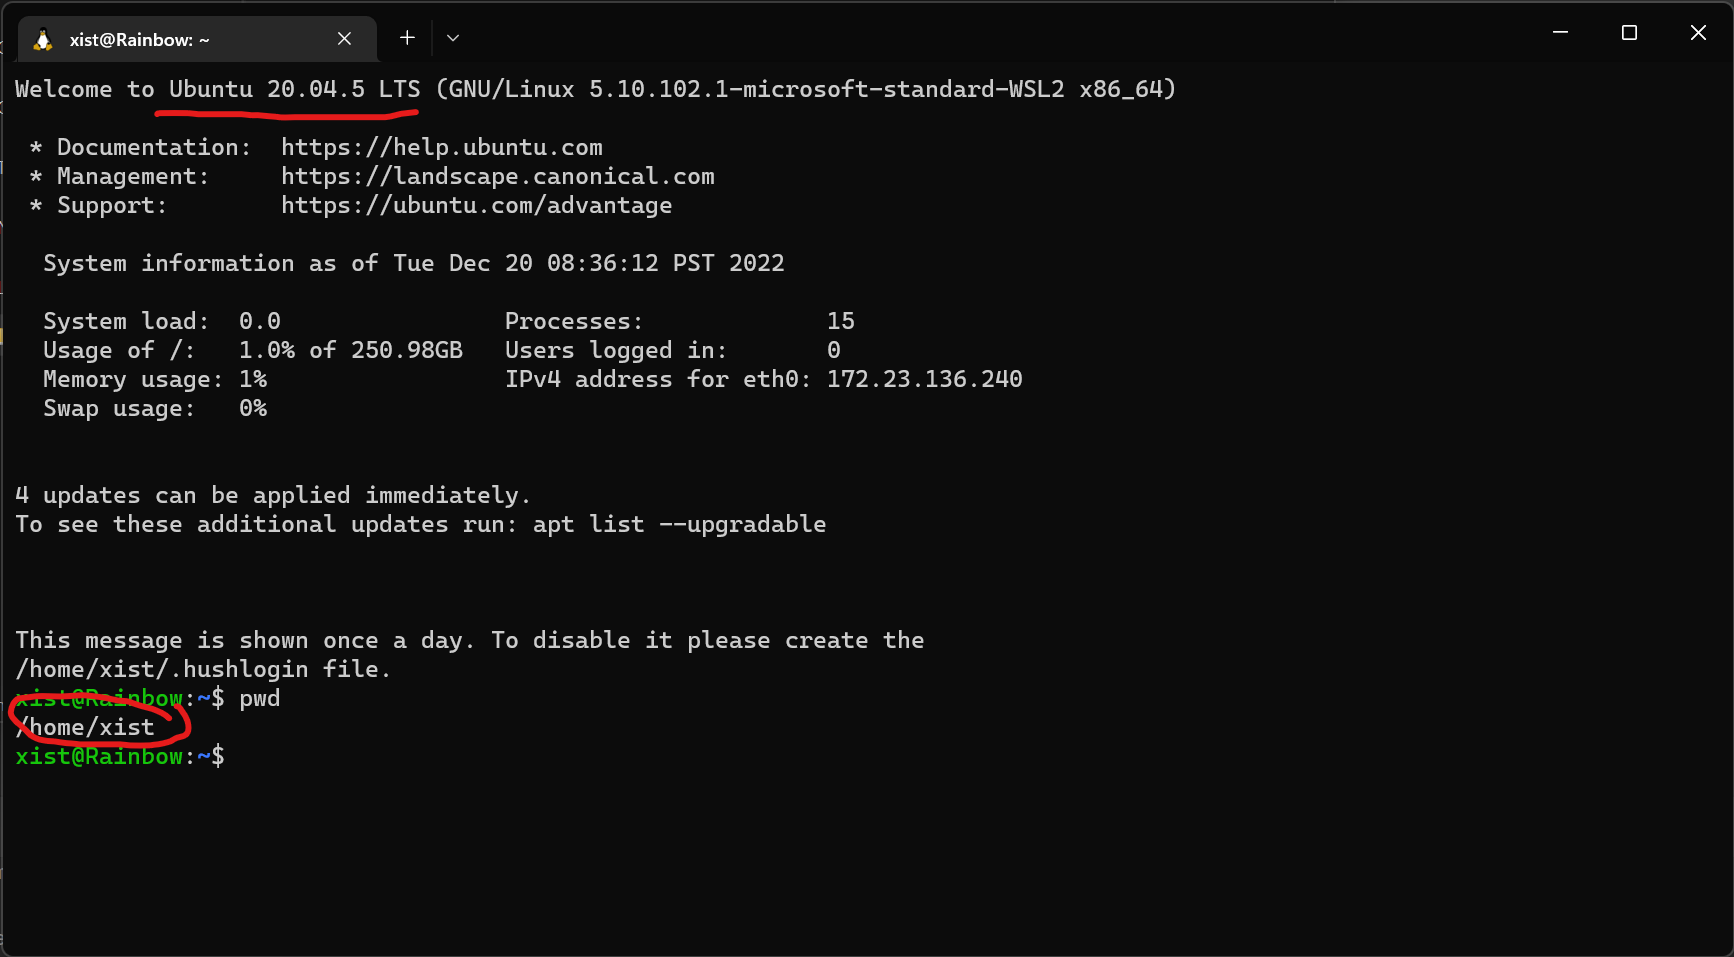 xist@Rainbow: ~
Welcome to Ubuntu 20.04.5 LTS (GNU/Linux 5.10.102.1-microsoft-standard-WSL2 x86_64)
* Documentation:  https://help.ubuntu.com
* Management:     https://landscape.canonical.com
* Support:        https://ubuntu.com/advantage
System information as of Tue Dec 20 08:36:12 PST 2022
System load:  0.0                Processes:             15
Usage of /:   1.0% of 250.98GB   Users logged in:       0
Memory usage: 1%                 IPv4 address for eth0: 172.23.136.240
Swap usage:   0%
4 updates can be applied immediately.
To see these additional updates run: apt list --upgradable
This message is shown once a day. To disable it please create the
/home/xist/.hushlogin file.
xist@Rainbow:~$ pwd
/home/xist
xist@Rainbow:~$